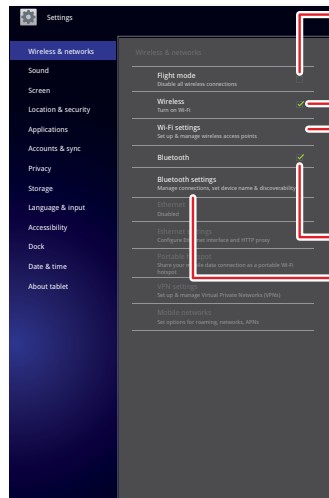 Settings
Wireless & networks
Sound
Screen
Location & security
Applications
Accounts & sync
Privacy
Storage
Language & input
Accessibility
Dock
Date & time
About tablet
Wireless & networks
Flight mode
Disable all wireless connections
Wireless
Turn on Wi-Fi
Wi-Fi settings
Set up & manage wireless access points
Bluetooth
Bluetooth settings
Manage connections, set device name & discoverability
Ethernet
Disabled
Ethernet settings
Configure Ethernet interface and HTTP proxy
Portable hotspot
Share your mobile data connection as a portable Wi-Fi
hotspot
VPN settings
Set up & manage Virtual Private Networks (VPNs)
Mobile networks
Set options for roaming, networks, APNs